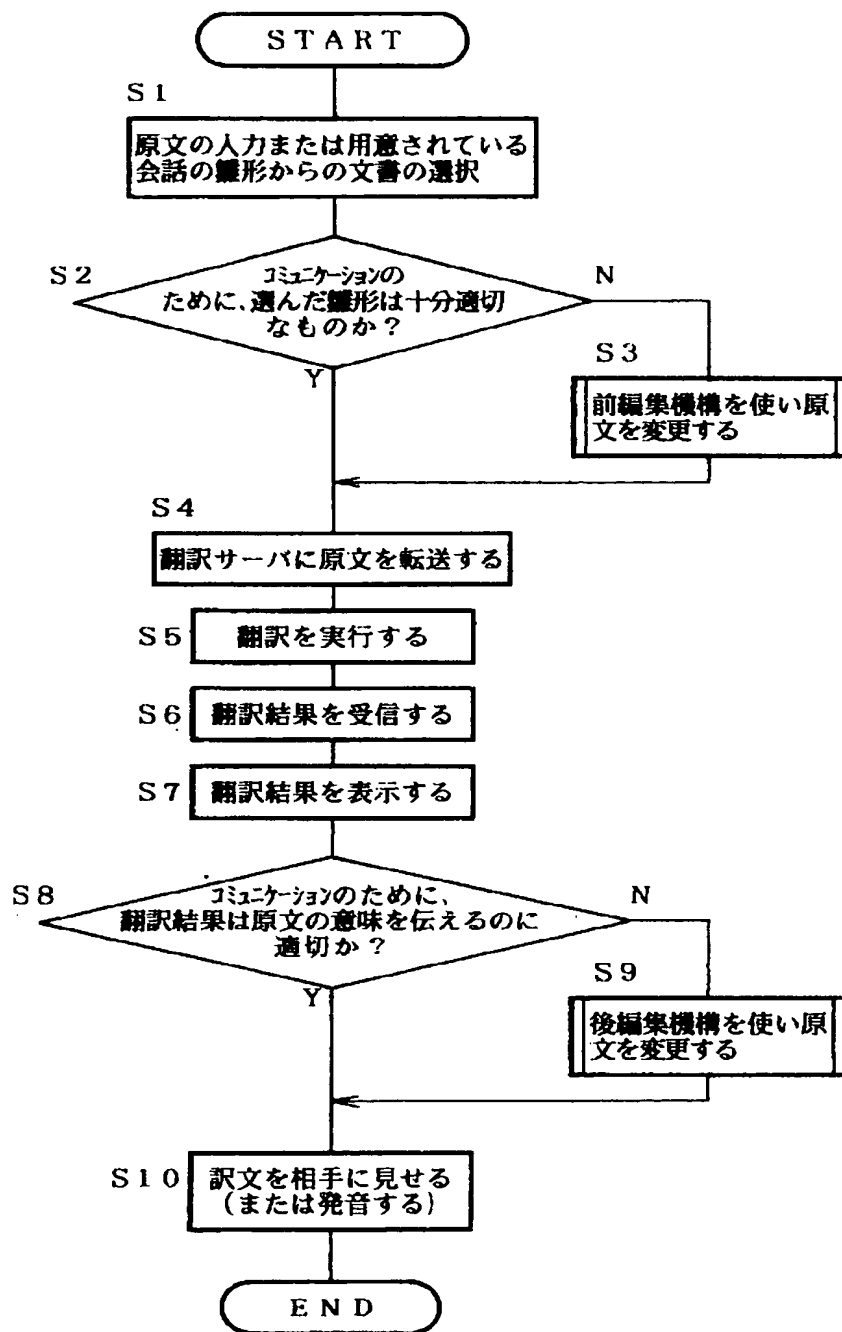 START
S1
原文の入力または用意されている
会話の雛形からの文書の選択
S2
コミュニケーションの
ために、選んだ雛形は十分適切
なものか?
N
Y
S3
前編集機構を使い原
文を変更する
S4
翻訳サーバに原文を転送する
S5
翻訳を実行する
S6
翻訳結果を受信する
S7
翻訳結果を表示する
S8
コミュニケーションのために、
翻訳結果は原文の意味を伝えるのに
適切か?
N
Y
S9
後編集機構を使い原
文を変更する
S10
訳文を相手に見せる
(または発音する)
END